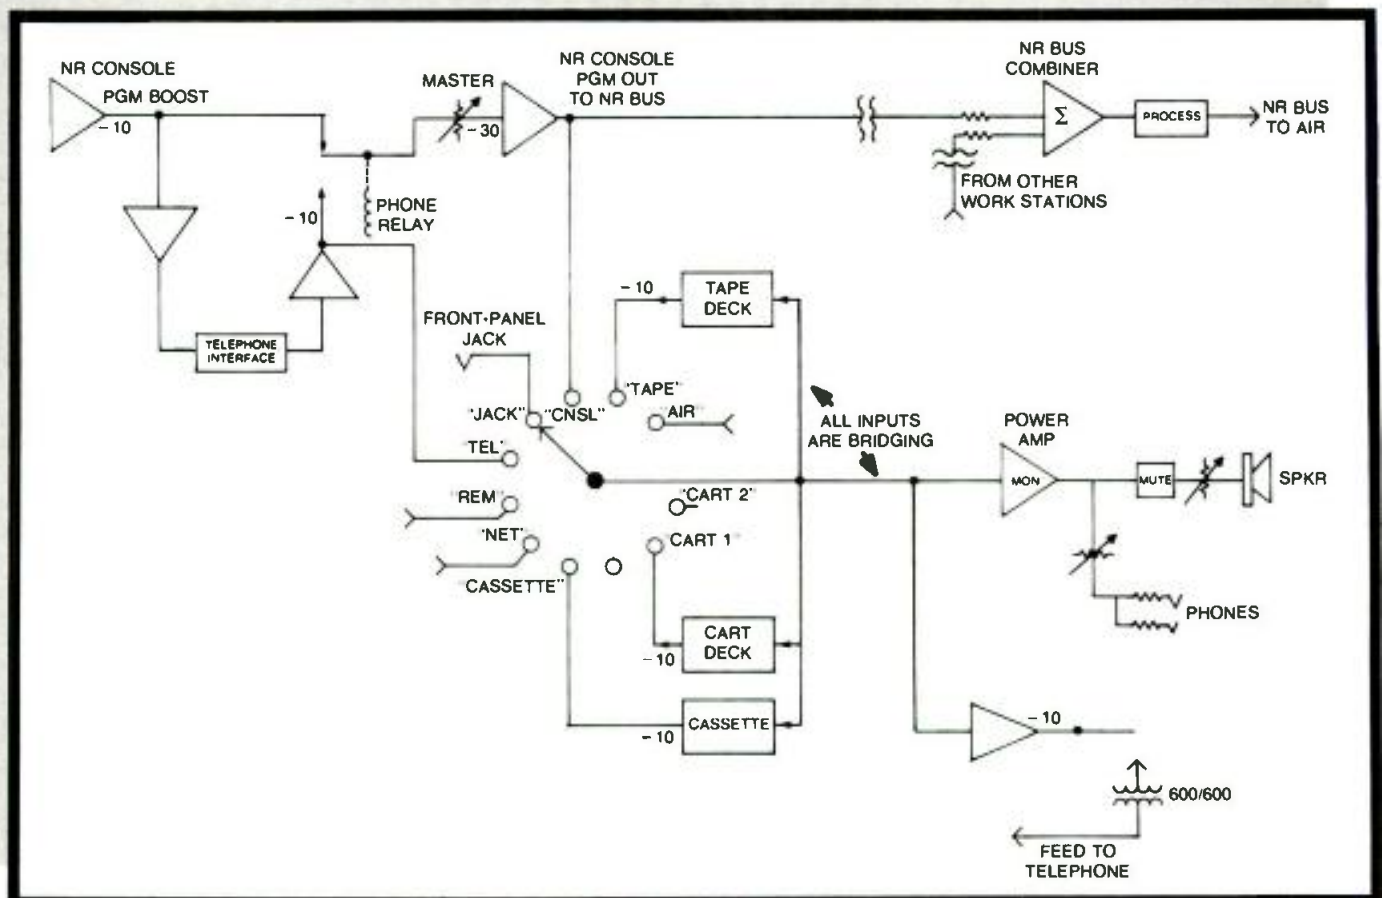 NR CONSOLE
PGM BOOST
-10
MASTER
-30
NR CONSOLE
PGM OUT
TO NR BUS
NR BUS
COMBINER
Σ
PROCESS
NR BUS
TO AIR
FROM OTHER
WORK STATIONS
-10
PHONE
RELAY
TELEPHONE
INTERFACE
FRONT-PANEL
JACK
-10
TAPE
DECK
"JACK"
"CNSL"
"TAPE"
"AIR"
"TEL"
"REM"
"NET"
"CASSETTE"
"CART 2"
"CART 1"
ALL INPUTS
ARE BRIDGING
POWER
AMP
MON
MUTE
SPKR
PHONES
-10
CART
DECK
-10
CASSETTE
-10
600/600
FEED TO
TELEPHONE